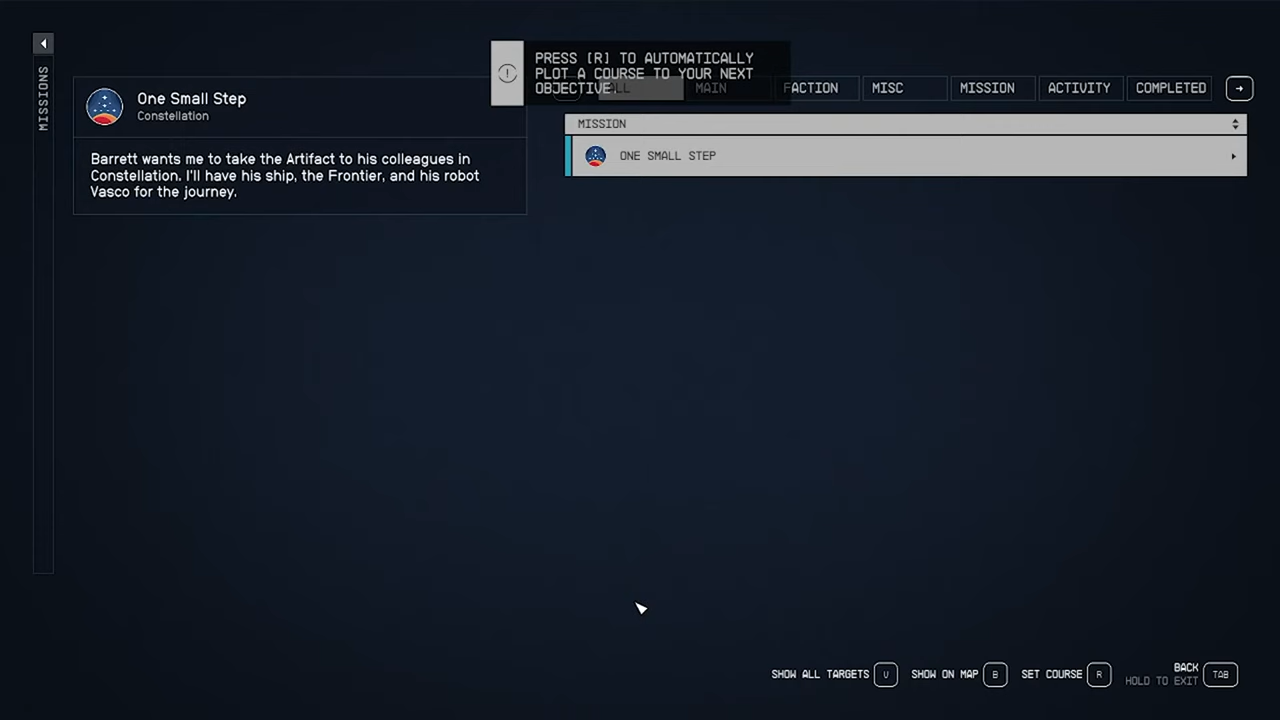 MISSIONS
One Small Step
Constellation
Barrett wants me to take the Artifact to his colleagues in
Constellation. I'll have his ship, the Frontier, and his robot
Vasco for the journey.
PRESS [R] TO AUTOMATICALLY
PLOT A COURSE TO YOUR NEXT
OBJECTIVE.
ALL MAIN FACTION MISC MISSION ACTIVITY COMPLETED
MISSION
ONE SMALL STEP
SHOW ALL TARGETS U SHOW ON MAP B SET COURSE R BACK TAB
HOLD TO EXIT